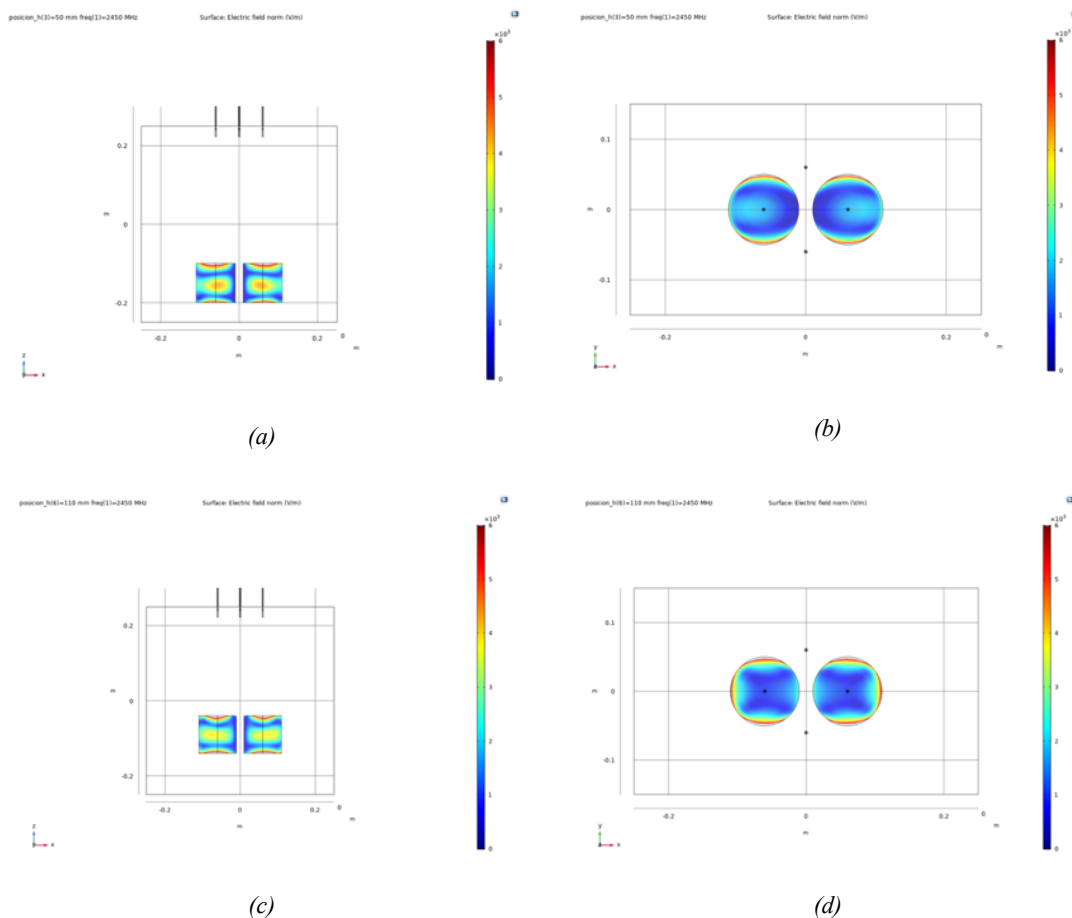 posicion_h(3)=50 mm freq(1)=2450 MHz Surface: Electric field norm (V/m)
×10³
6
5
4
3
2
1
0
0.2
0
-0.2
m
-0.2 0 0.2
0
m
m
z
y x
(a)
posicion_h(3)=50 mm freq(1)=2450 MHz Surface: Electric field norm (V/m)
×10³
6
5
4
3
2
1
0
0.1
0
-0.1
m
-0.2 0 0.2
0
m
m
y
z x
(b)
posicion_h(6)=110 mm freq(1)=2450 MHz Surface: Electric field norm (V/m)
×10³
6
5
4
3
2
1
0
0.2
0
-0.2
m
-0.2 0 0.2
0
m
m
z
y x
(c)
posicion_h(6)=110 mm freq(1)=2450 MHz Surface: Electric field norm (V/m)
×10³
6
5
4
3
2
1
0
0.1
0
-0.1
m
-0.2 0 0.2
0
m
m
y
z x
(d)